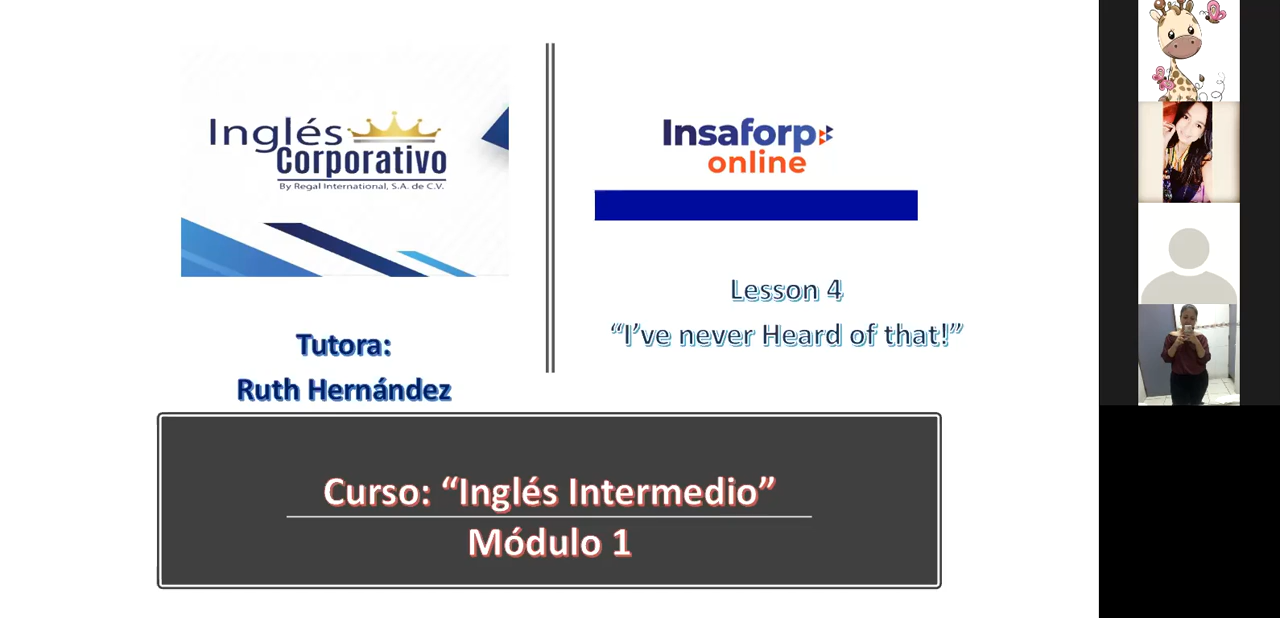 Inglés
Corporativo
By Regal International, S.A. de C.V.
Insaforp
online
Lesson 4
“I’ve never Heard of that!”
Tutora:
Ruth Hernández
Curso: “Inglés Intermedio”
Módulo 1